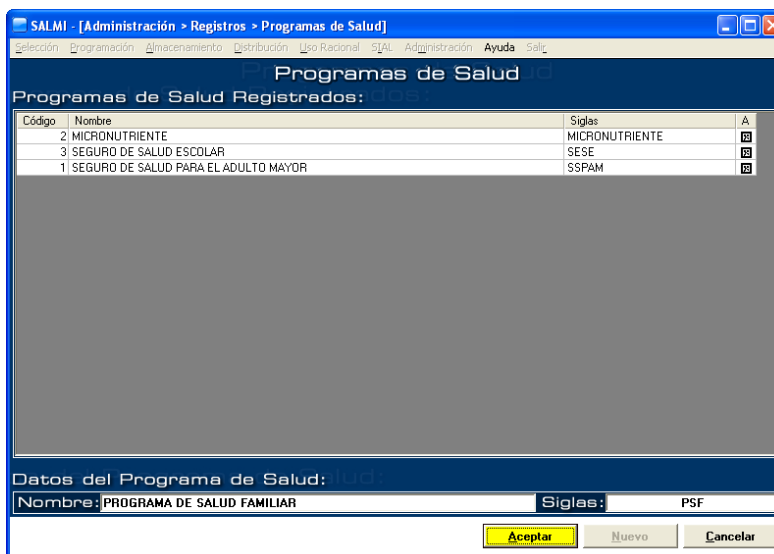 SALMI - [Administración > Registros > Programas de Salud]
Selección Programación Almacenamiento Distribución Uso Racional SIAL Administración Ayuda Salir
Programas de Salud
Programas de Salud Registrados:
Código Nombre Siglas A
2 MICRONUTRIENTE MICRONUTRIENTE
3 SEGURO DE SALUD ESCOLAR SESE
1 SEGURO DE SALUD PARA EL ADULTO MAYOR SSPAM
Datos del Programa de Salud:
Nombre: PROGRAMA DE SALUD FAMILIAR Siglas: PSF
Aceptar Nuevo Cancelar